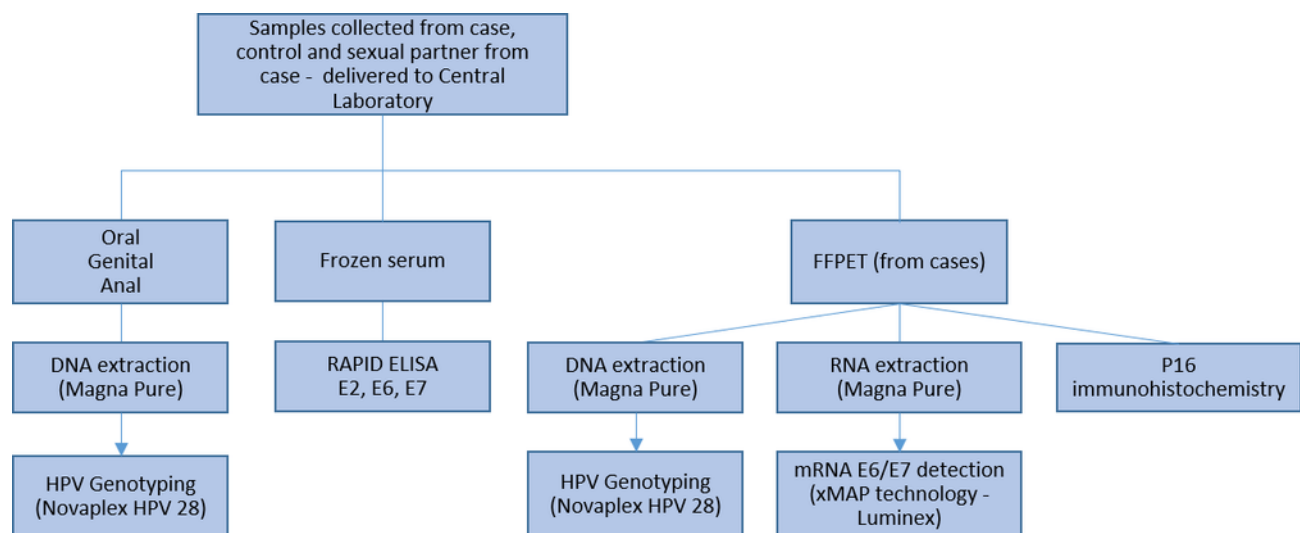 Samples collected from case,
control and sexual partner from
case -  delivered to Central
Laboratory
Oral
Genital
Anal
Frozen serum
FFPET (from cases)
DNA extraction
(Magna Pure)
RAPID ELISA
E2, E6, E7
DNA extraction
(Magna Pure)
RNA extraction
(Magna Pure)
P16
immunohistochemistry
HPV Genotyping
(Novaplex HPV 28)
HPV Genotyping
(Novaplex HPV 28)
mRNA E6/E7 detection
(xMAP technology -
Luminex)